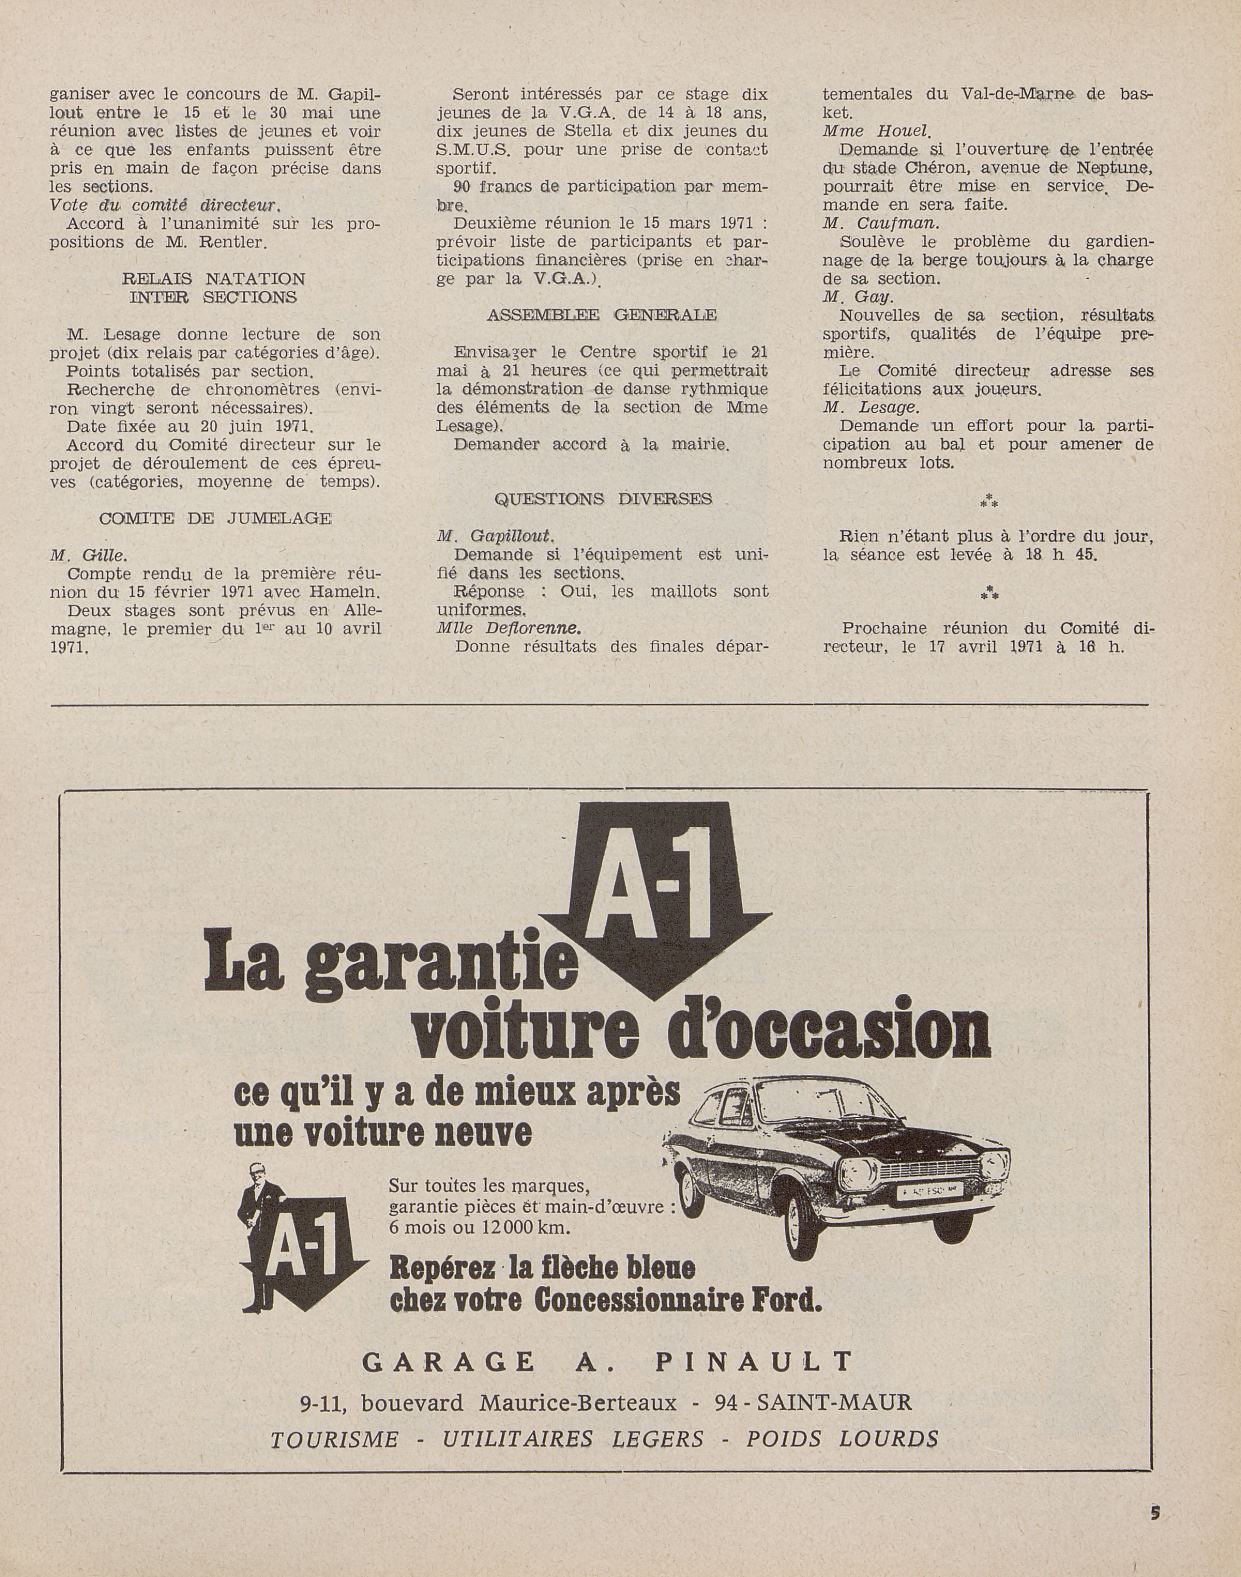 ganiser avec le concours de M. Gapil-
lout entre le 15 et le 30 mai une
réunion avec listes de jeunes et voir
à ce que les enfants puissent être
pris en main de façon précise dans
les sections.
Vote du comité directeur.
Accord à l'unanimité sur les pro-
positions de M. Rentler.
RELAIS NATATION
INTER SECTIONS
M. Lesage donne lecture de son
projet (dix relais par catégories d'âge).
Points totalisés par section.
Recherche de chronomètres (envi-
ron vingt seront nécessaires).
Date fixée au 20 juin 1971.
Accord du Comité directeur sur le
projet de déroulement de ces épreu-
ves (catégories, moyenne de temps).
COMITE DE JUMELAGE
M. Gille.
Compte rendu de la première réu-
nion du 15 février 1971 avec Hameln.
Deux stages sont prévus en Alle-
magne, le premier du 1er au 10 avril
1971.
Seront intéressés par ce stage dix
jeunes de la V.G.A. de 14 à 18 ans,
dix jeunes de Stella et dix jeunes du
S.M.U.S. pour une prise de contact
sportif.
90 francs de participation par mem-
bre.
Deuxième réunion le 15 mars 1971 :
prévoir liste de participants et par-
ticipations financières (prise en char-
ge par la V.G.A.).
ASSEMBLEE GENERALE
Envisager le Centre sportif le 21
mai à 21 heures (ce qui permettrait
la démonstration de danse rythmique
des éléments de la section de Mme
Lesage).
Demander accord à la mairie.
QUESTIONS DIVERSES
M. Gapillout.
Demande si l'équipement est uni-
fié dans les sections.
Réponse : Oui, les maillots sont
uniformes.
Mlle Deflorenne.
Donne résultats des finales dépar-
tementales du Val-de-Marne de bas-
ket.
Mme Houel.
Demande si l'ouverture de l'entrée
du stade Chéron, avenue de Neptune,
pourrait être mise en service. De-
mande en sera faite.
M. Caufman.
Soulève le problème du gardien-
nage de la berge toujours à la charge
de sa section.
M. Gay.
Nouvelles de sa section, résultats
sportifs, qualités de l'équipe pre-
mière.
Le Comité directeur adresse ses
félicitations aux joueurs.
M. Lesage.
Demande un effort pour la parti-
cipation au bal et pour amener de
nombreux lots.
⁂
Rien n'étant plus à l'ordre du jour,
la séance est levée à 18 h 45.
⁂
Prochaine réunion du Comité di-
recteur, le 17 avril 1971 à 16 h.
A-1
La garantie
voiture d'occasion
ce qu'il y a de mieux après
une voiture neuve
Sur toutes les marques,
garantie pièces et main-d'œuvre :
6 mois ou 12 000 km.
A-1
Repérez la flèche bleue
chez votre Concessionnaire Ford.
GARAGE A. PINAULT
9-11, bouevard Maurice-Berteaux - 94 - SAINT-MAUR
TOURISME - UTILITAIRES LEGERS - POIDS LOURDS
5